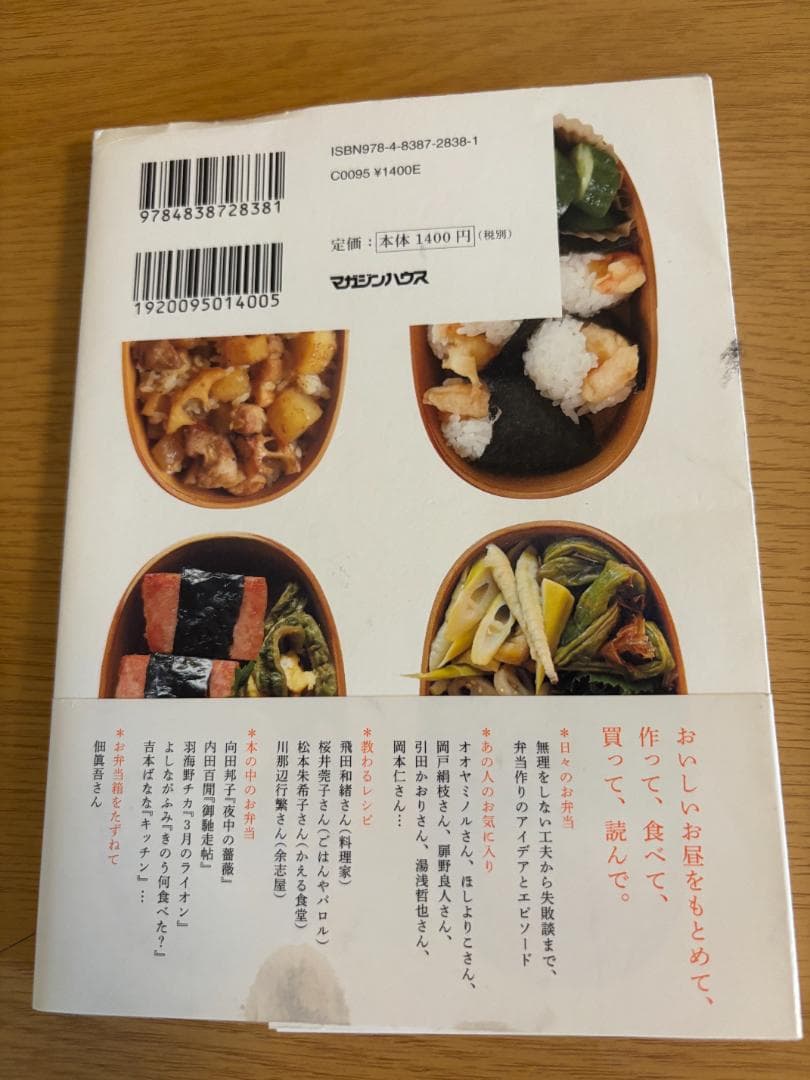 ISBN978-4-8387-2838-1
C0095 ¥1400E
9784838728381
定価：本体1400円(税別)
マガジンハウス
1920095014005
おいしいお昼をもとめて、
作って、食べて、
買って、読んで。
*日々のお弁当
無理をしない工夫から失敗談まで、
弁当作りのアイデアとエピソード
*あの人のお気に入り
オオヤミノルさん、ほしよりこさん、
岡戸絹枝さん、扉野良人さん、
引田かおりさん、湯浅哲也さん、
岡本仁さん…
*教わるレシピ
飛田和緒さん(料理家)
桜井莞子さん(ごはんやパロル)
松本朱希子さん(かえる食堂)
川那辺行繁さん(余志屋)
*本の中のお弁当
向田邦子『夜中の薔薇』
内田百閒『御馳走帖』
羽海野チカ『3月のライオン』
よしながふみ『きのう何食べた?』
吉本ばなな『キッチン』…
*お弁当箱をたずねて
佃眞吾さん